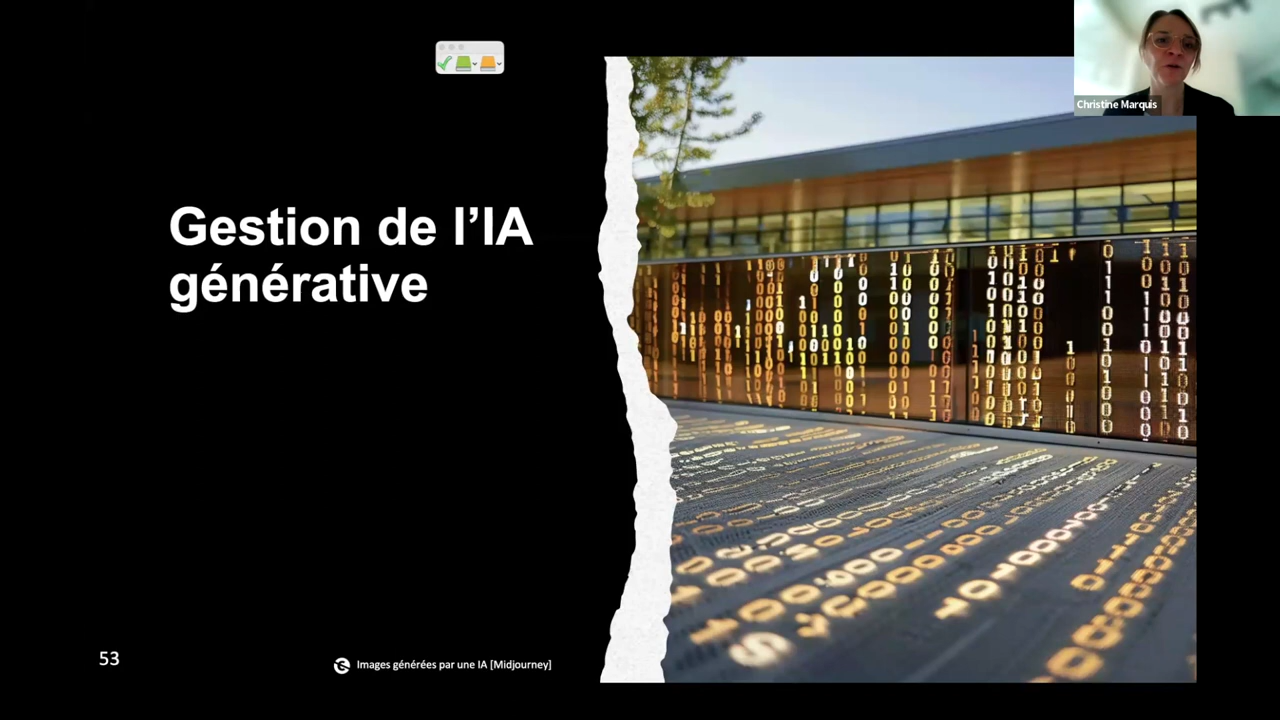 Christine Marquis
Gestion de l’IA
générative
53
Images générées par une IA [Midjourney]